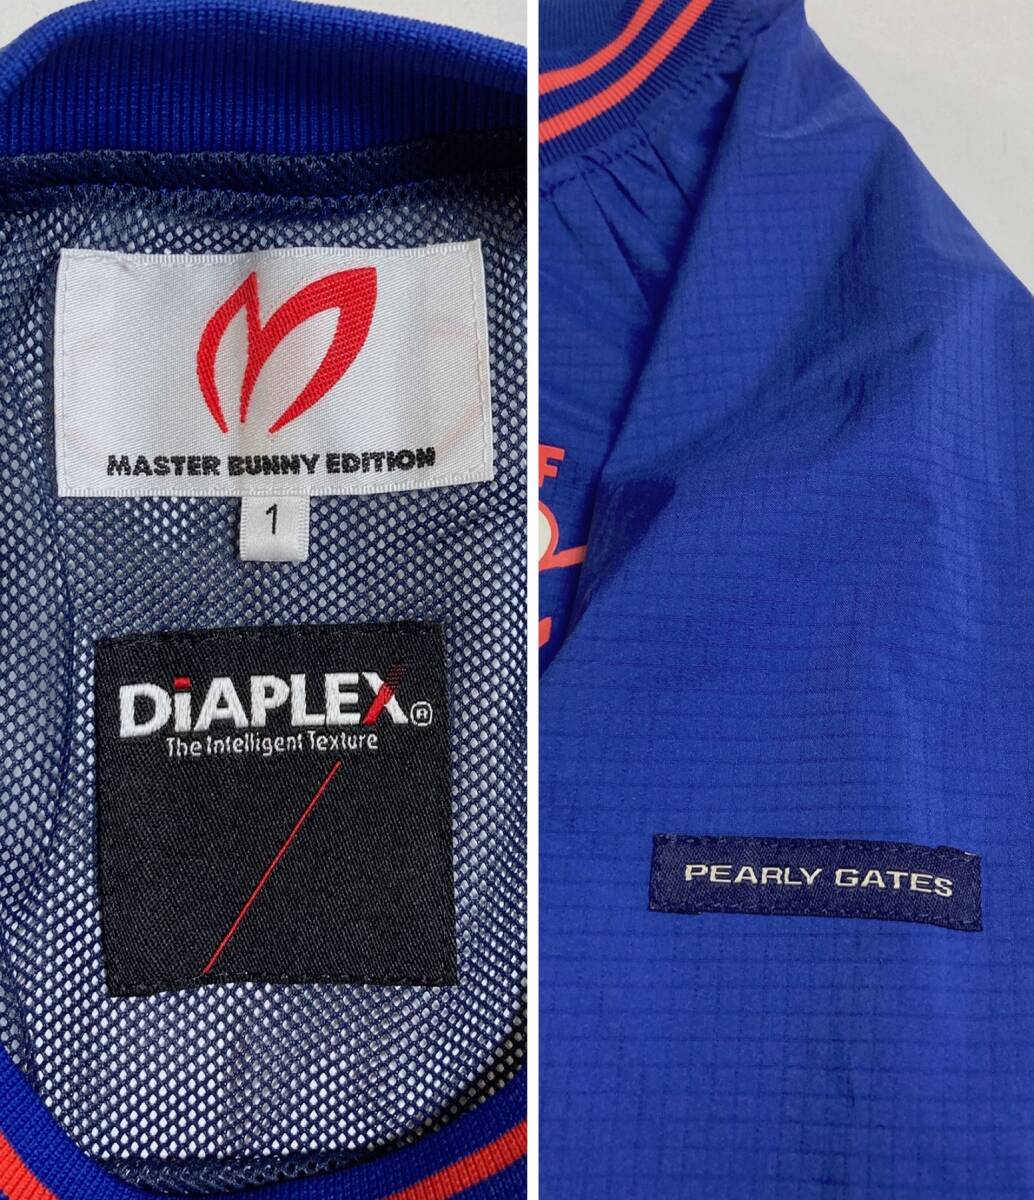 MASTER BUNNY EDITION
1
DiAPLEX®
The Intelligent Texture
F
PEARLY GATES